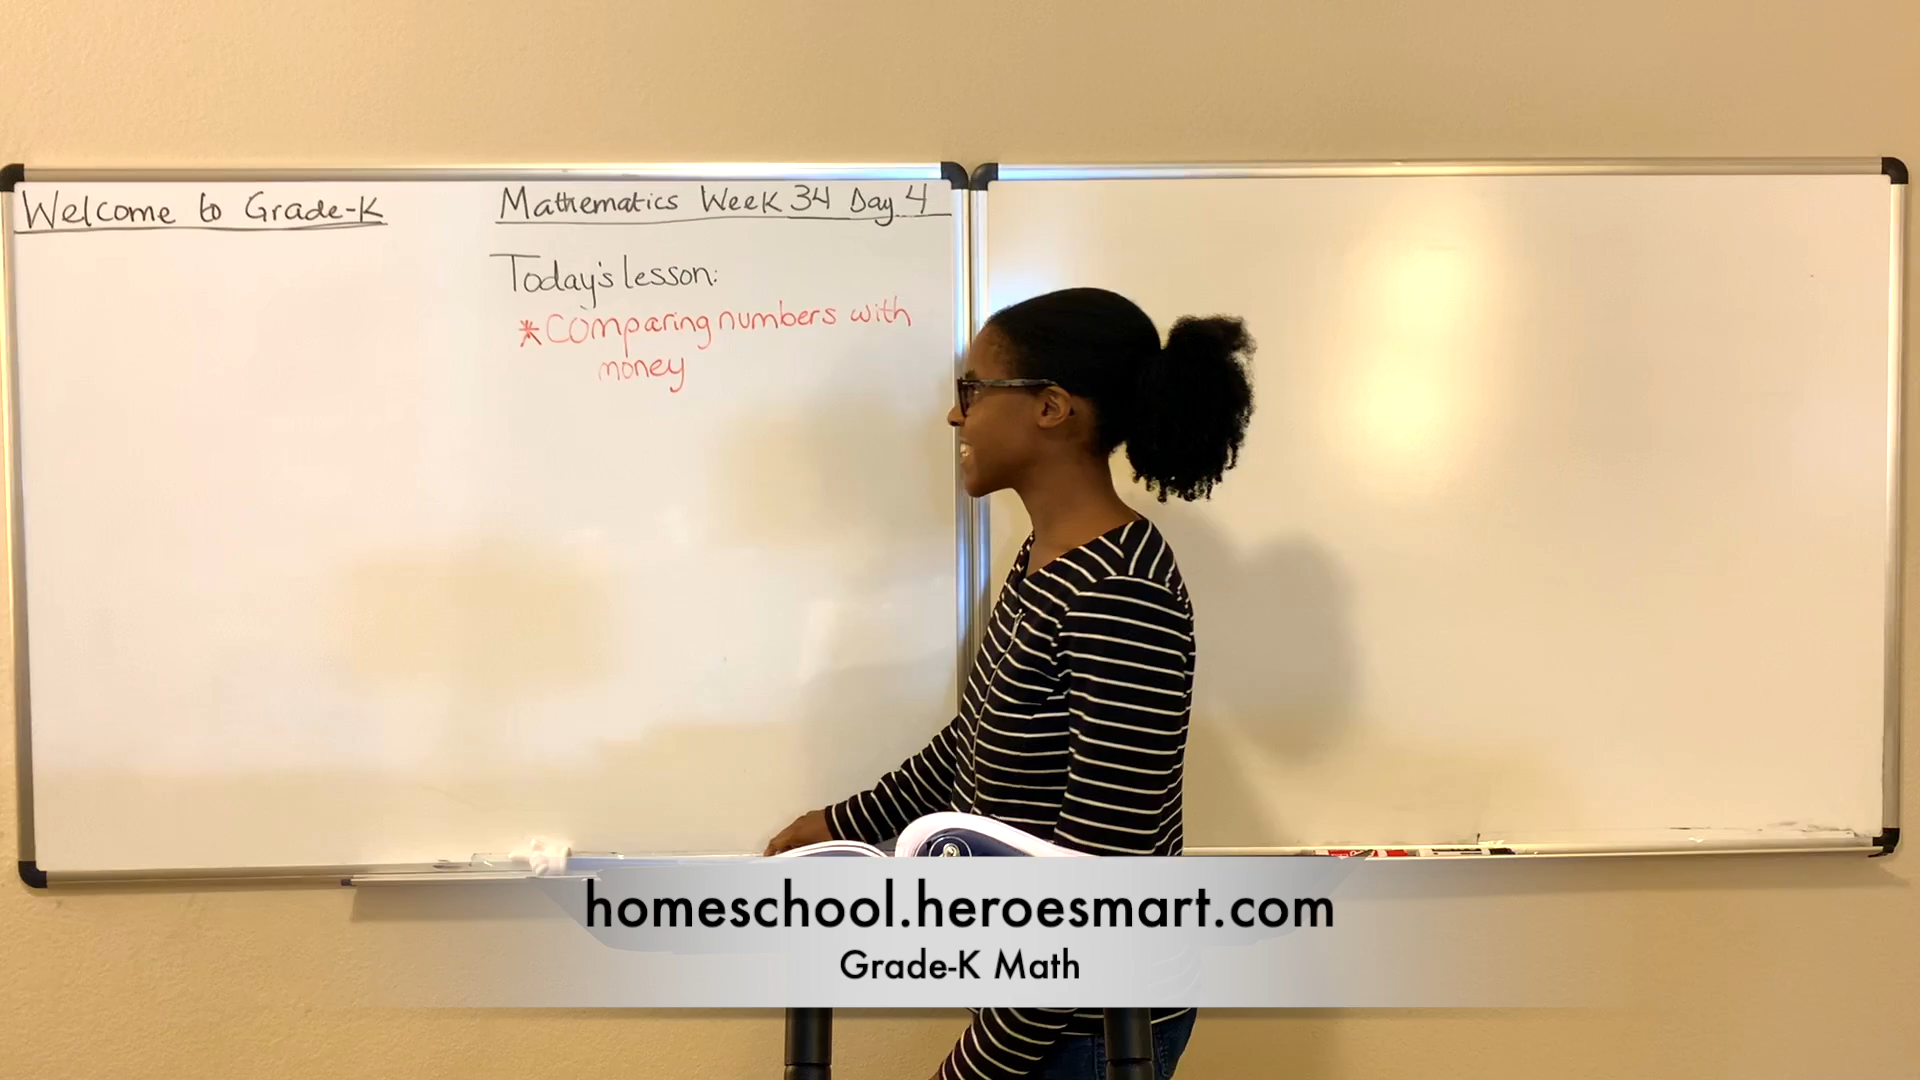 Welcome to Grade-K
Mathematics Week 34 Day 4
Today's lesson:
* Comparing numbers with
money
homeschool.heroesmart.com
Grade-K Math